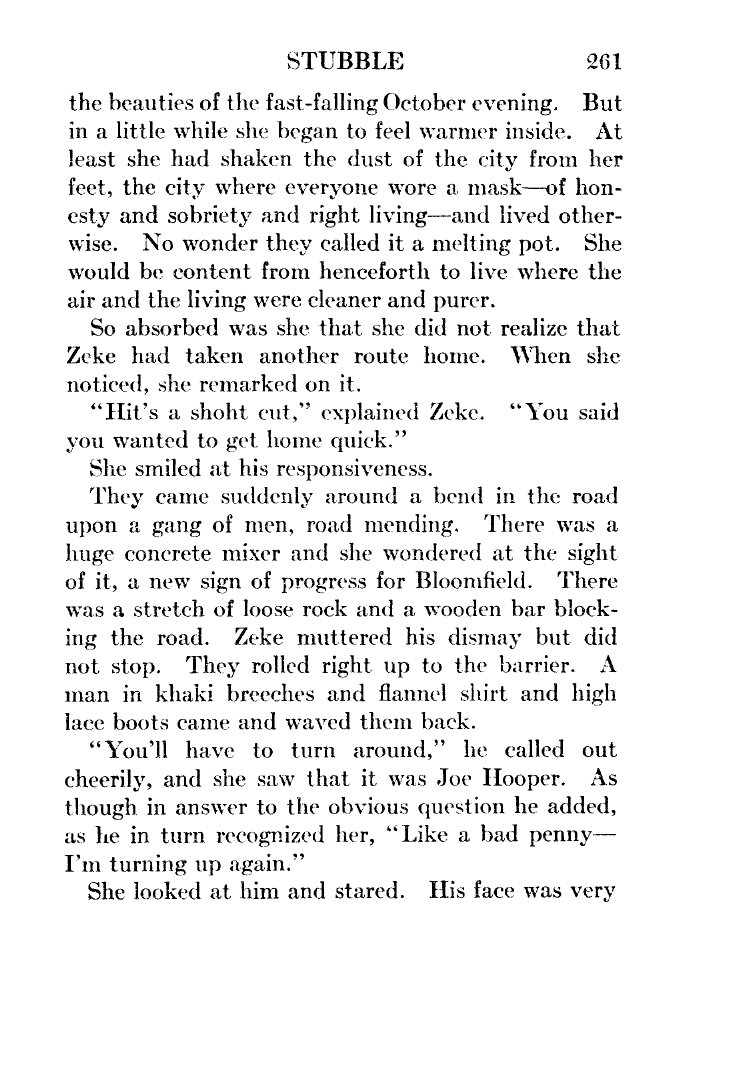 STUBBLE 261
the beauties of the fast-falling October evening. But
in a little while she began to feel warmer inside. At
least she had shaken the dust of the city from her
feet, the city where everyone wore a mask—of hon-
esty and sobriety and right living—and lived other-
wise. No wonder they called it a melting pot. She
would be content from henceforth to live where the
air and the living were cleaner and purer.
So absorbed was she that she did not realize that
Zeke had taken another route home. When she
noticed, she remarked on it.
"Hit's a shoht cut," explained Zeke. "You said
you wanted to get home quick."
She smiled at his responsiveness.
They came suddenly around a bend in the road
upon a gang of men, road mending. There was a
huge concrete mixer and she wondered at the sight
of it, a new sign of progress for Bloomfield. There
was a stretch of loose rock and a wooden bar block-
ing the road. Zeke muttered his dismay but did
not stop. They rolled right up to the barrier. A
man in khaki breeches and flannel shirt and high
lace boots came and waved them back.
"You'll have to turn around," he called out
cheerily, and she saw that it was Joe Hooper. As
though in answer to the obvious question he added,
as he in turn recognized her, "Like a bad penny—
I'm turning up again."
She looked at him and stared. His face was very